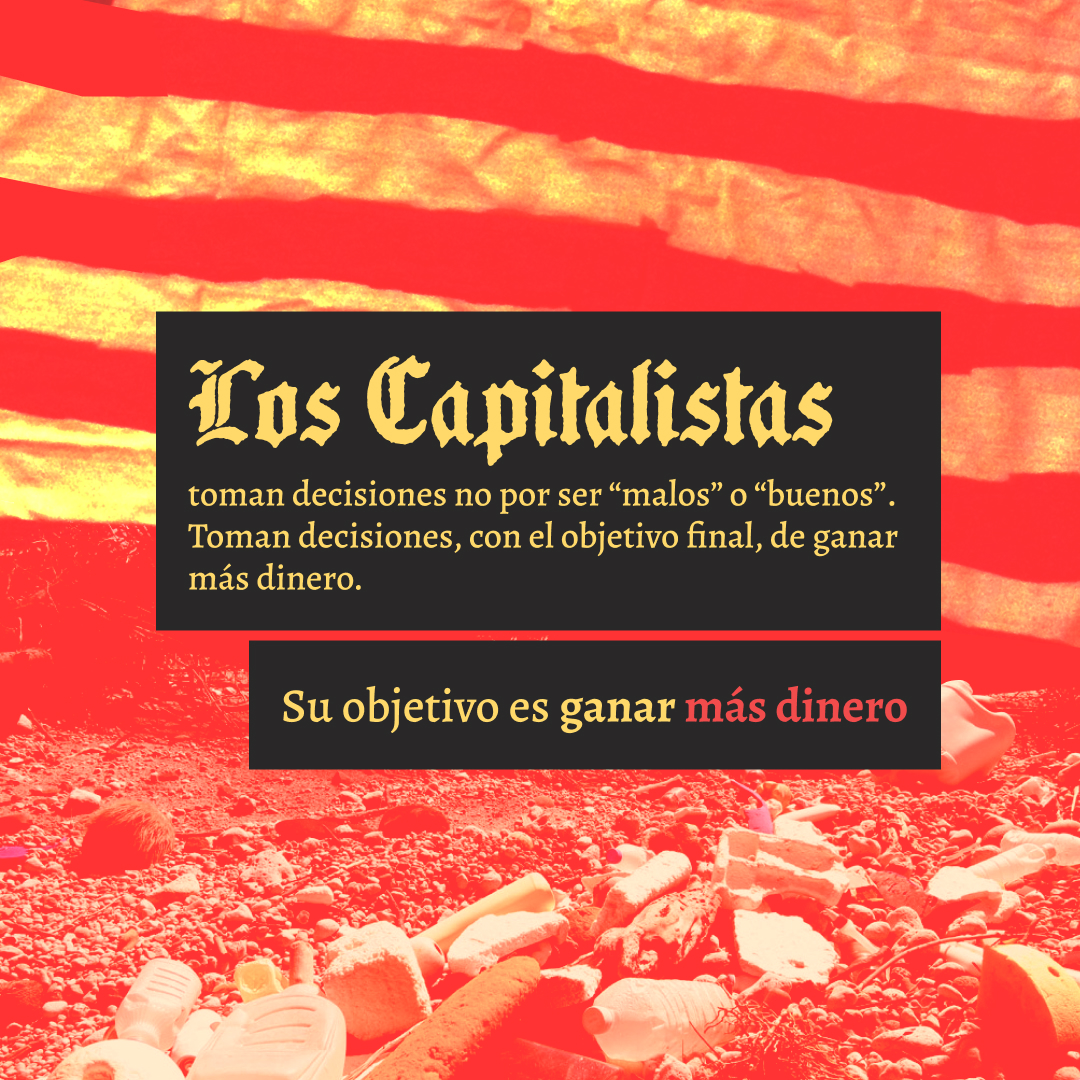 Los Capitalistas
toman decisiones no por ser “malos” o “buenos”.
Toman decisiones, con el objetivo final, de ganar
más dinero.
Su objetivo es ganar más dinero